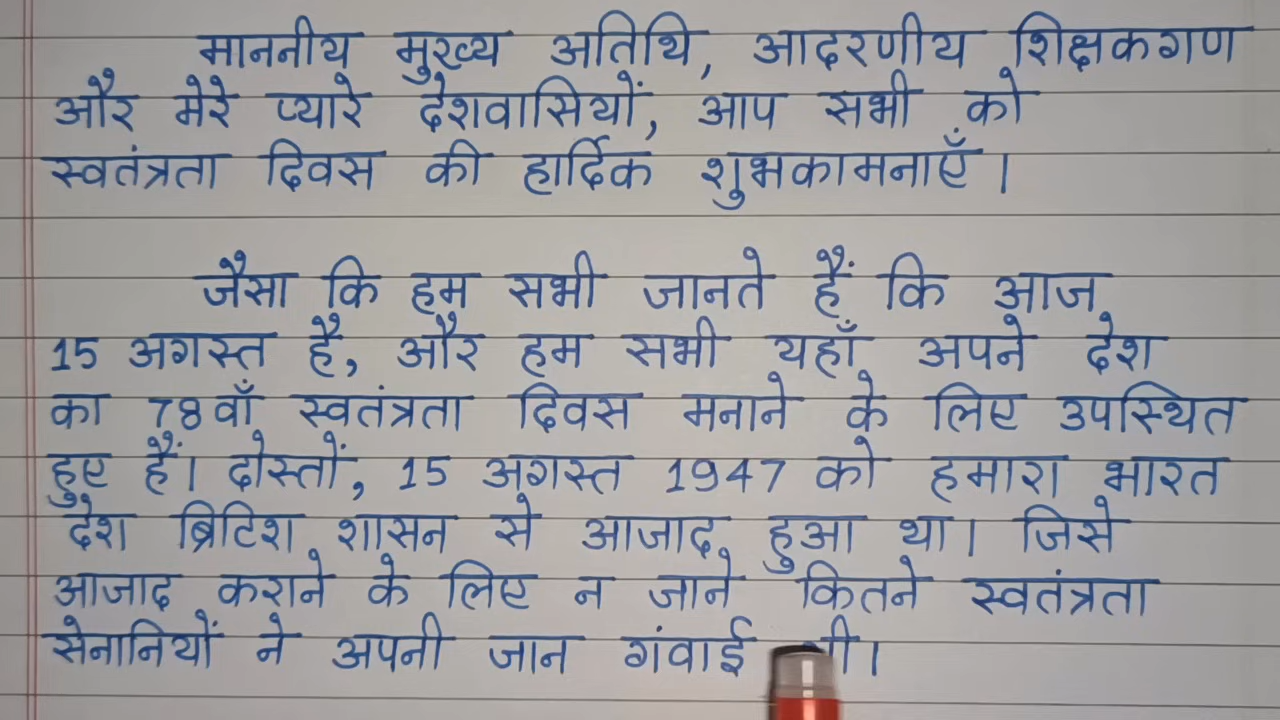 माननीय मुख्य अतिथि, आदरणीय शिक्षकगण
और मेरे प्यारे देशवासियों, आप सभी को
स्वतंत्रता दिवस की हार्दिक शुभकामनाएँ।
जैसा कि हम सभी जानते हैं कि आज
15 अगस्त है, और हम सभी यहाँ अपने देश
का 78वाँ स्वतंत्रता दिवस मनाने के लिए उपस्थित
हुए हैं। दोस्तों, 15 अगस्त 1947 को हमारा भारत
देश ब्रिटिश शासन से आजाद हुआ था। जिसे
आजाद कराने के लिए न जाने कितने स्वतंत्रता
सेनानियों ने अपनी जान गंवाई